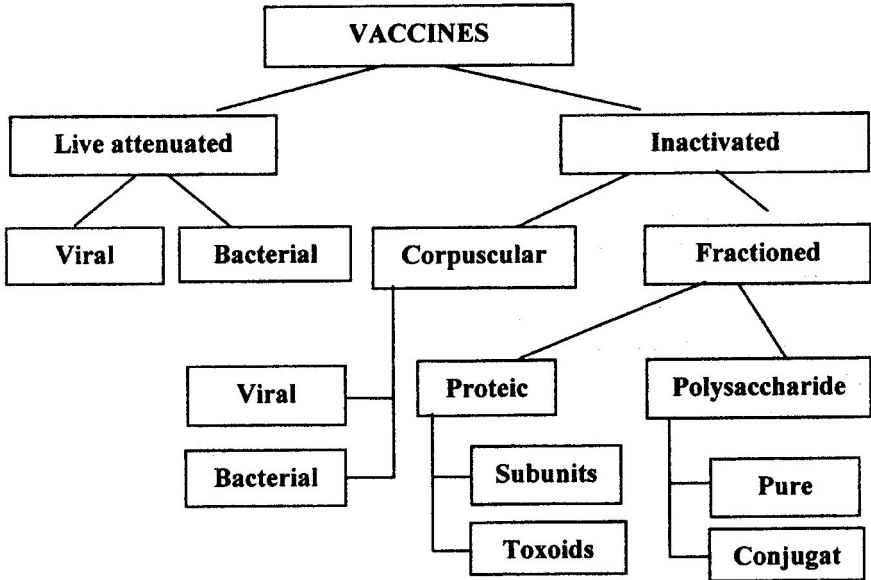 VACCINES
Live attenuated
Inactivated
Viral
Bacterial
Corpuscular
Fractioned
Viral
Proteic
Polysaccharide
Bacterial
Subunits
Pure
Toxoids
Conjugat